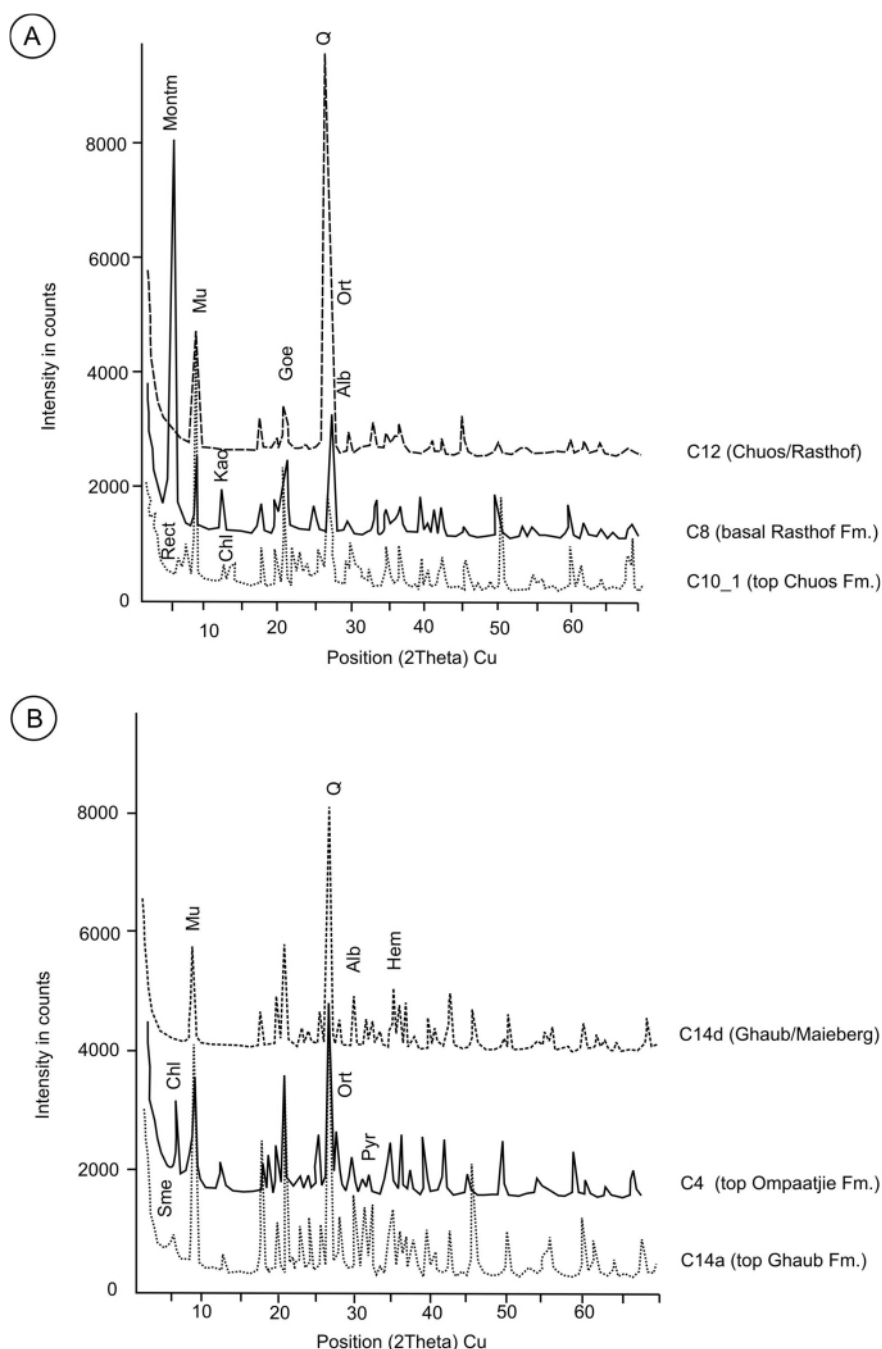 A
Q
Montm
8000
6000
Mu
Ort
Goe
4000
Alb
C12 (Chuos/Rasthof)
Kao
2000
C8 (basal Rasthof Fm.)
Rect
Chl
C10_1 (top Chuos Fm.)
0
10 20 30 40 50 60
Intensity in counts
Position (2Theta) Cu
B
Q
8000
Mu
Alb
Hem
6000
C14d (Ghaub/Maieberg)
4000
Chl
Ort
Pyr
2000
C4 (top Ompaatjie Fm.)
Sme
C14a (top Ghaub Fm.)
0
10 20 30 40 50 60
Intensity in counts
Position (2Theta) Cu